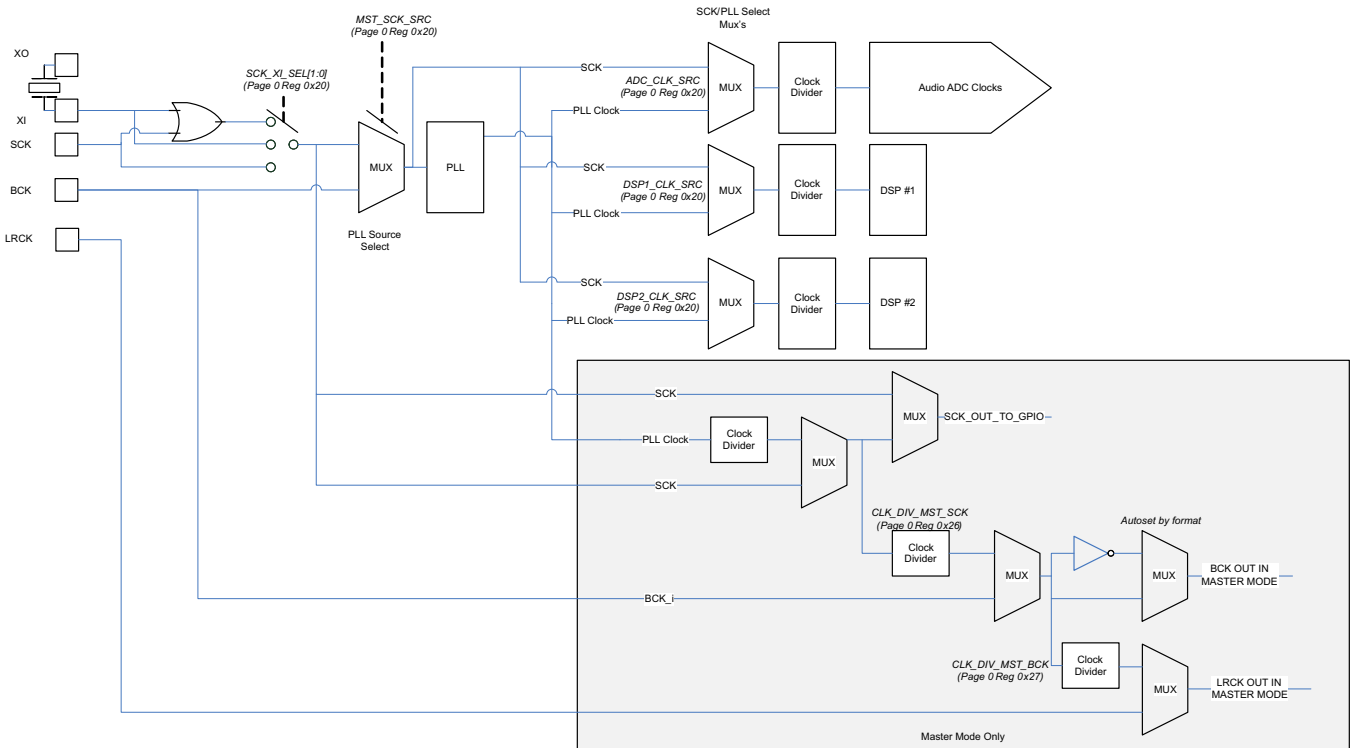 SCK/PLL Select
Mux's
MST_SCK_SRC
(Page 0 Reg 0x20)
XO
SCK_XI_SEL[1:0]
(Page 0 Reg 0x20)
XI
SCK
BCK
LRCK
MUX
PLL
PLL Source
Select
SCK
ADC_CLK_SRC
(Page 0 Reg 0x20)
PLL Clock
MUX
Clock
Divider
Audio ADC Clocks
SCK
DSP1_CLK_SRC
(Page 0 Reg 0x20)
PLL Clock
MUX
Clock
Divider
DSP #1
SCK
DSP2_CLK_SRC
(Page 0 Reg 0x20)
PLL Clock
MUX
Clock
Divider
DSP #2
SCK
MUX
SCK_OUT_TO_GPIO
PLL Clock
Clock
Divider
MUX
SCK
CLK_DIV_MST_SCK
(Page 0 Reg 0x26)
Clock
Divider
Autoset by format
MUX
MUX
BCK OUT IN
MASTER MODE
BCK_i
CLK_DIV_MST_BCK
(Page 0 Reg 0x27)
Clock
Divider
MUX
LRCK OUT IN
MASTER MODE
Master Mode Only